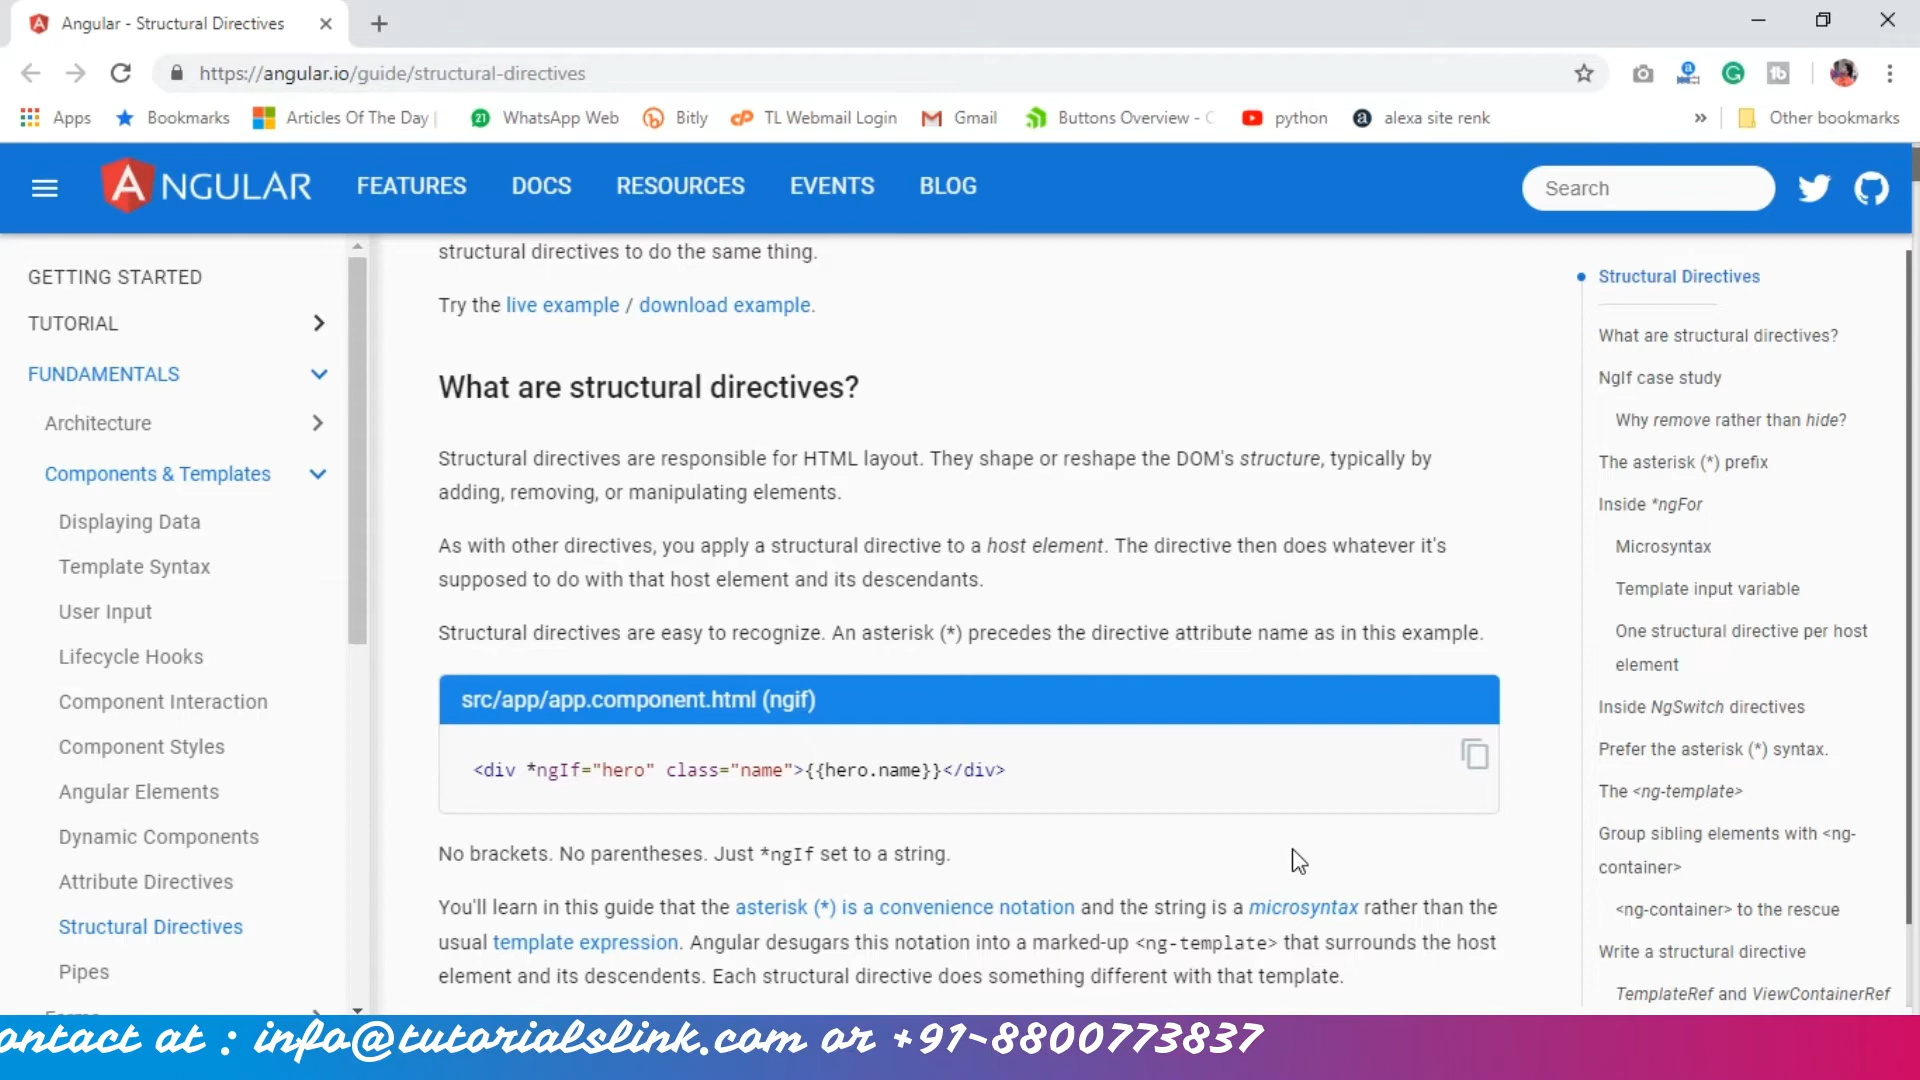 Angular - Structural Directives
https://angular.io/guide/structural-directives
Apps
Bookmarks
Articles Of The Day
21
WhatsApp Web
Bitly
TL Webmail Login
Gmail
Buttons Overview -
python
alexa site renk
»
Other bookmarks
ANGULAR
FEATURES
DOCS
RESOURCES
EVENTS
BLOG
Search
GETTING STARTED
TUTORIAL
FUNDAMENTALS
Architecture
Components & Templates
Displaying Data
Template Syntax
User Input
Lifecycle Hooks
Component Interaction
Component Styles
Angular Elements
Dynamic Components
Attribute Directives
Structural Directives
Pipes
structural directives to do the same thing.
Try the live example / download example.
What are structural directives?
Structural directives are responsible for HTML layout. They shape or reshape the DOM's structure, typically by
adding, removing, or manipulating elements.
As with other directives, you apply a structural directive to a host element. The directive then does whatever it's
supposed to do with that host element and its descendants.
Structural directives are easy to recognize. An asterisk (*) precedes the directive attribute name as in this example.
src/app/app.component.html (ngif)
<div *ngIf="hero" class="name">{{hero.name}}</div>
No brackets. No parentheses. Just *ngIf set to a string.
You'll learn in this guide that the asterisk (*) is a convenience notation and the string is a microsyntax rather than the
usual template expression. Angular desugars this notation into a marked-up <ng-template> that surrounds the host
element and its descendents. Each structural directive does something different with that template.
Structural Directives
What are structural directives?
NgIf case study
Why remove rather than hide?
The asterisk (*) prefix
Inside *ngFor
Microsyntax
Template input variable
One structural directive per host
element
Inside NgSwitch directives
Prefer the asterisk (*) syntax.
The <ng-template>
Group sibling elements with <ng-
container>
<ng-container> to the rescue
Write a structural directive
TemplateRef and ViewContainerRef
ontact at : info@tutorialslink.com or +91-8800773837